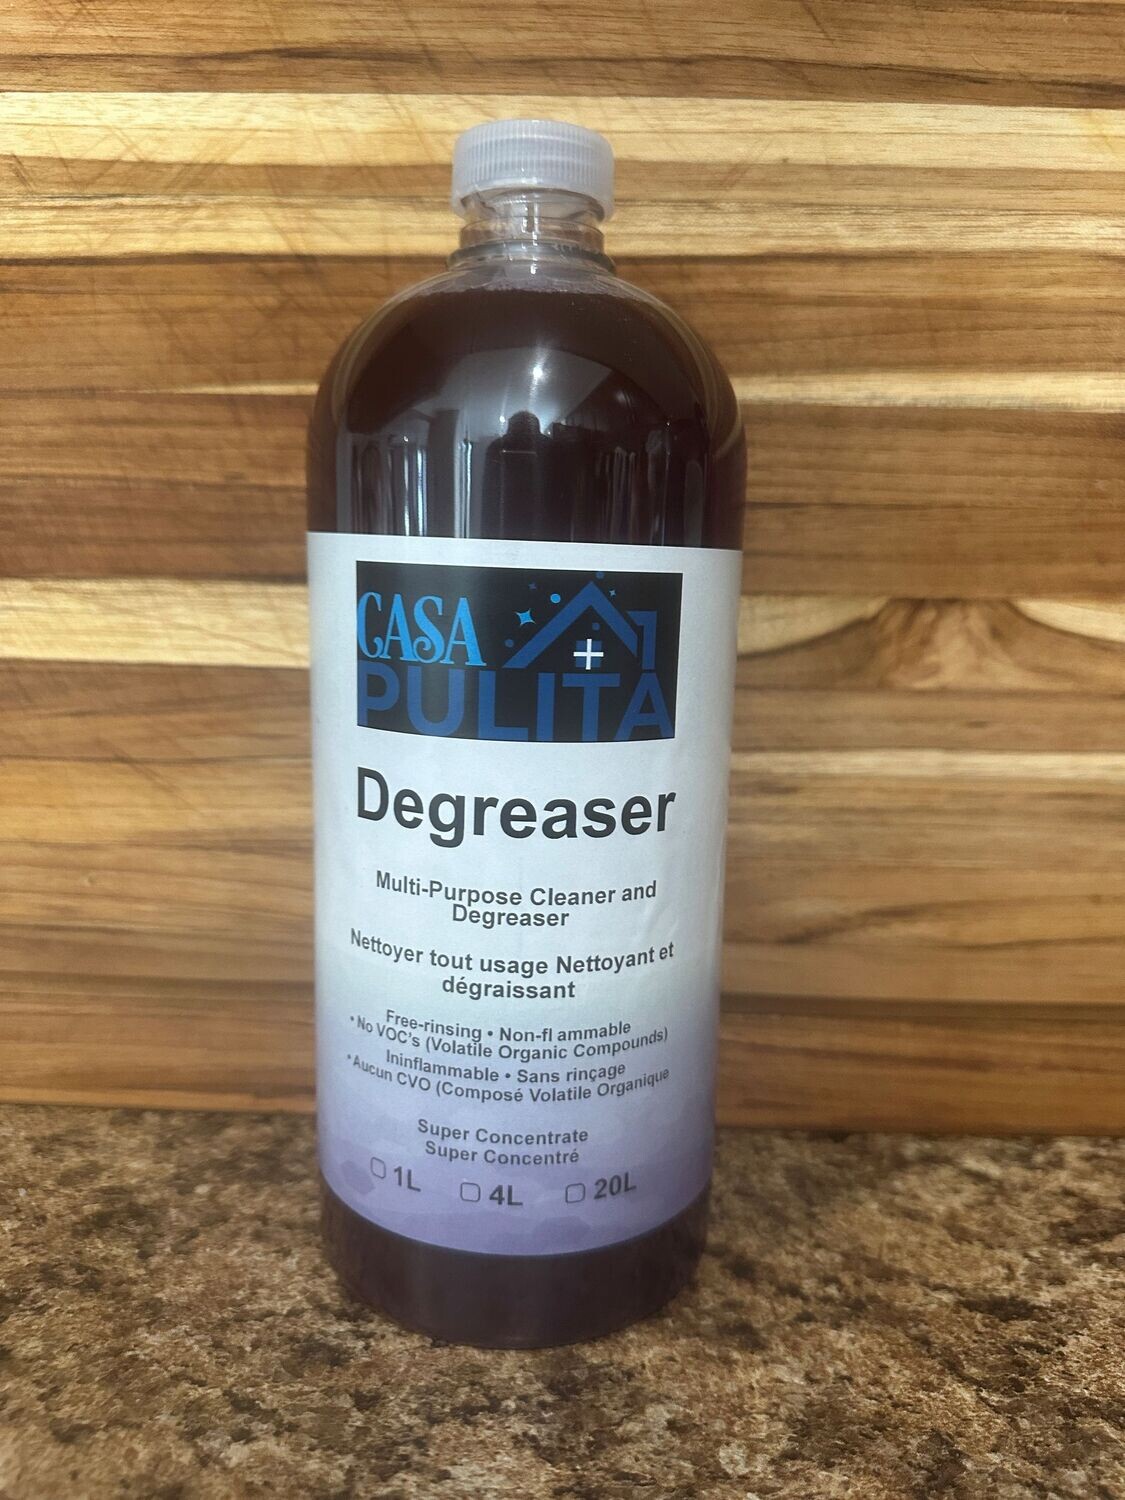 CASA
PULITA
Degreaser
Multi-Purpose Cleaner and
Degreaser
Nettoyer tout usage Nettoyant et
dégraissant
Free-rinsing • Non-fl ammable
• No VOC's (Volatile Organic Compounds)
Ininflammable • Sans rinçage
• Aucun CVO (Composé Volatile Organique
Super Concentrate
Super Concentré
1L 4L 20L